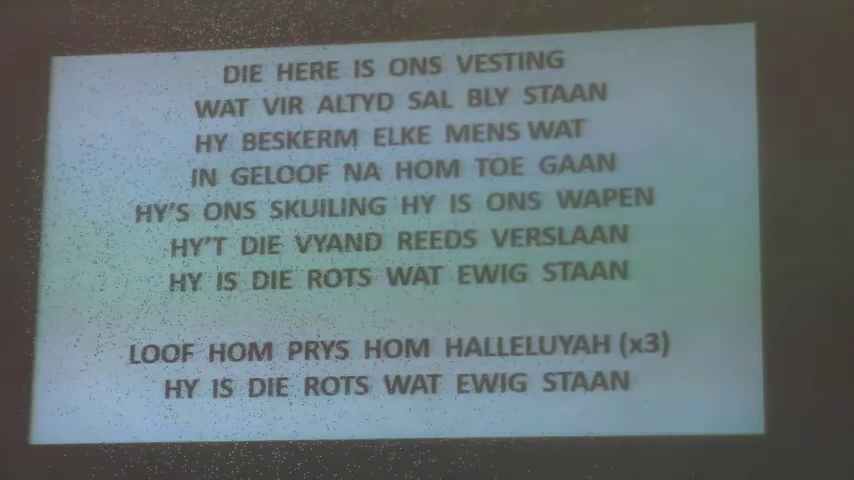 DIE HERE IS ONS VESTING
WAT VIR ALTYD SAL BLY STAAN
HY BESKERM ELKE MENS WAT
IN GELOOF NA HOM TOE GAAN
HY'S ONS SKUILING HY IS ONS WAPEN
HY'T DIE VYAND REEDS VERSLAAN
HY IS DIE ROTS WAT EWIG STAAN
LOOF HOM PRYS HOM HALLELUYAH (x3)
HY IS DIE ROTS WAT EWIG STAAN